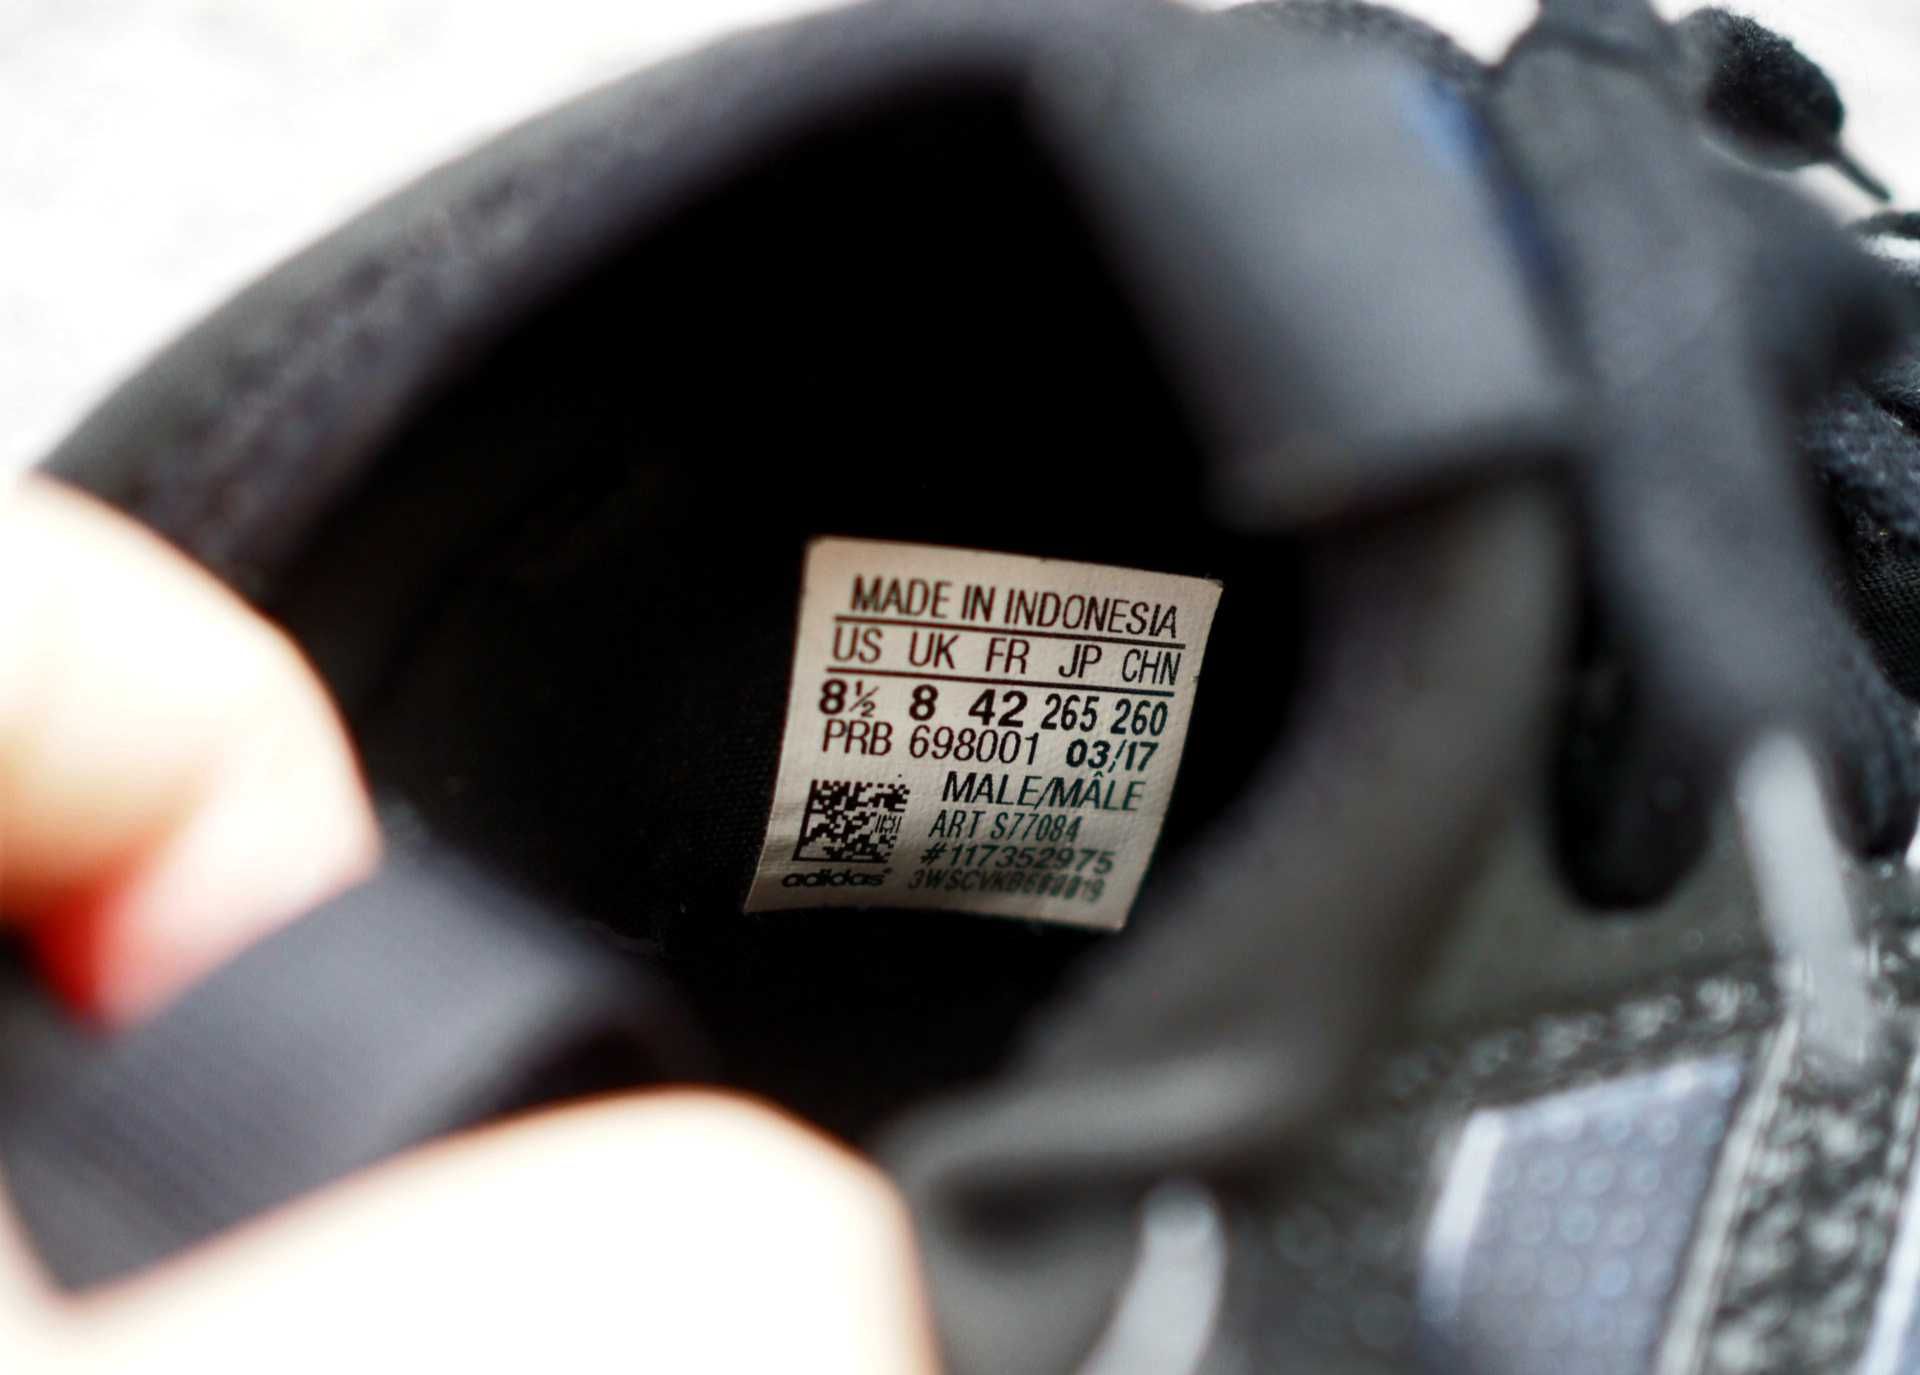 MADE IN INDONESIA
US UK FR JP CHN
8½ 8 42 265 260
PRB 698001 03/17
MALE/MÂLE
ART S77084
#117352975
adidas